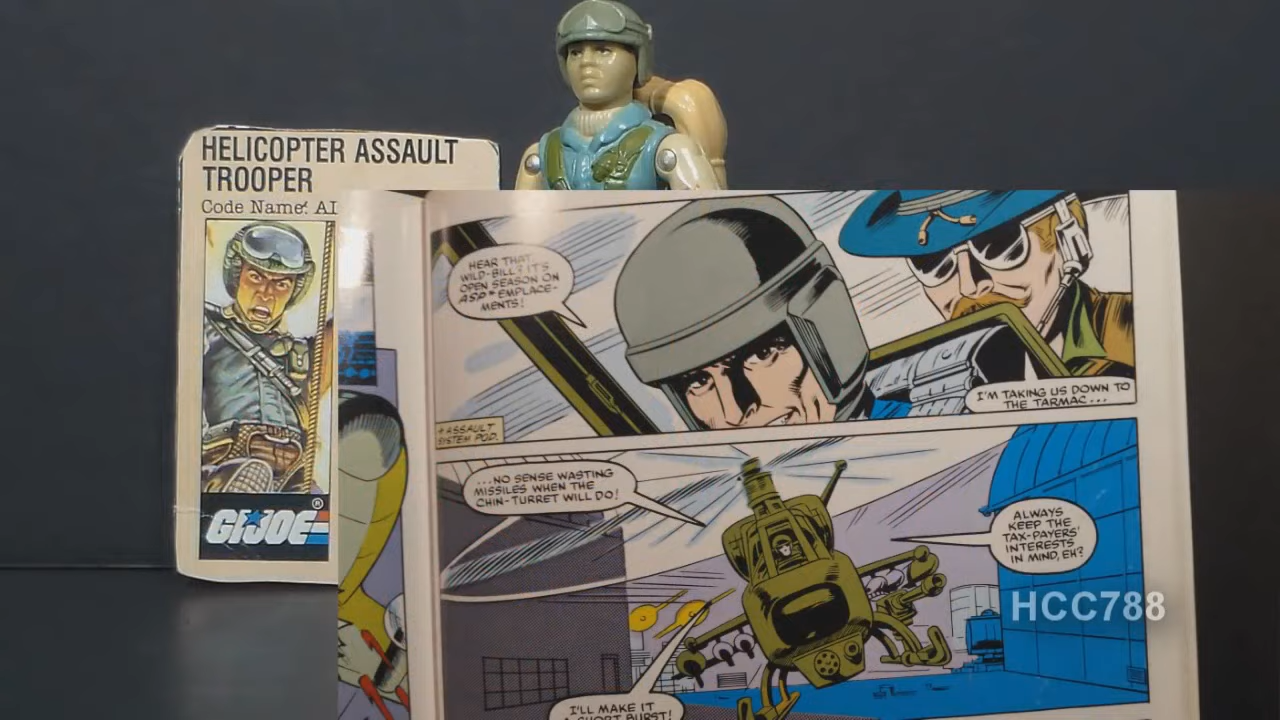 HELICOPTER ASSAULT
TROOPER
Code Name: AI
GI JOE
®
HEAR THAT,
WILD-BILL? IT'S
OPEN SEASON ON
ASP* EMPLACE-
MENTS!
I'M TAKING US DOWN TO
THE TARMAC...
*ASSAULT
SYSTEM POD.
...NO SENSE WASTING
MISSILES WHEN THE
CHIN-TURRET WILL DO!
ALWAYS
KEEP THE
TAX-PAYERS'
INTERESTS
IN MIND, EH?
HCC788
I'LL MAKE IT
A SHORT BURST!